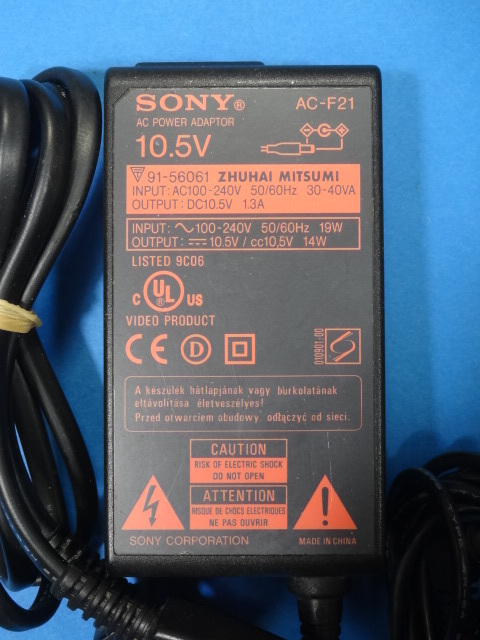 SONY®
AC-F21
AC POWER ADAPTOR
10.5V
91-56061 ZHUHAI MITSUMI
INPUT: AC100-240V 50/60Hz 30-40VA
OUTPUT: DC10.5V 1.3A
INPUT: ∿100-240V 50/60Hz 19W
OUTPUT: ⎓ 10.5V / cc10,5V 14W
LISTED 9C06
C UL® US
VIDEO PRODUCT
CE D S
010901-00
A készülék hátlapjának vagy burkolatának
eltávolítása életveszélyes!
Przed otwarciem obudowy odłączyć od sieci.
CAUTION
RISK OF ELECTRIC SHOCK
DO NOT OPEN
ATTENTION
RISQUE DE CHOCS ELECTRIQUES
NE PAS OUVRIR
SONY CORPORATION
MADE IN CHINA